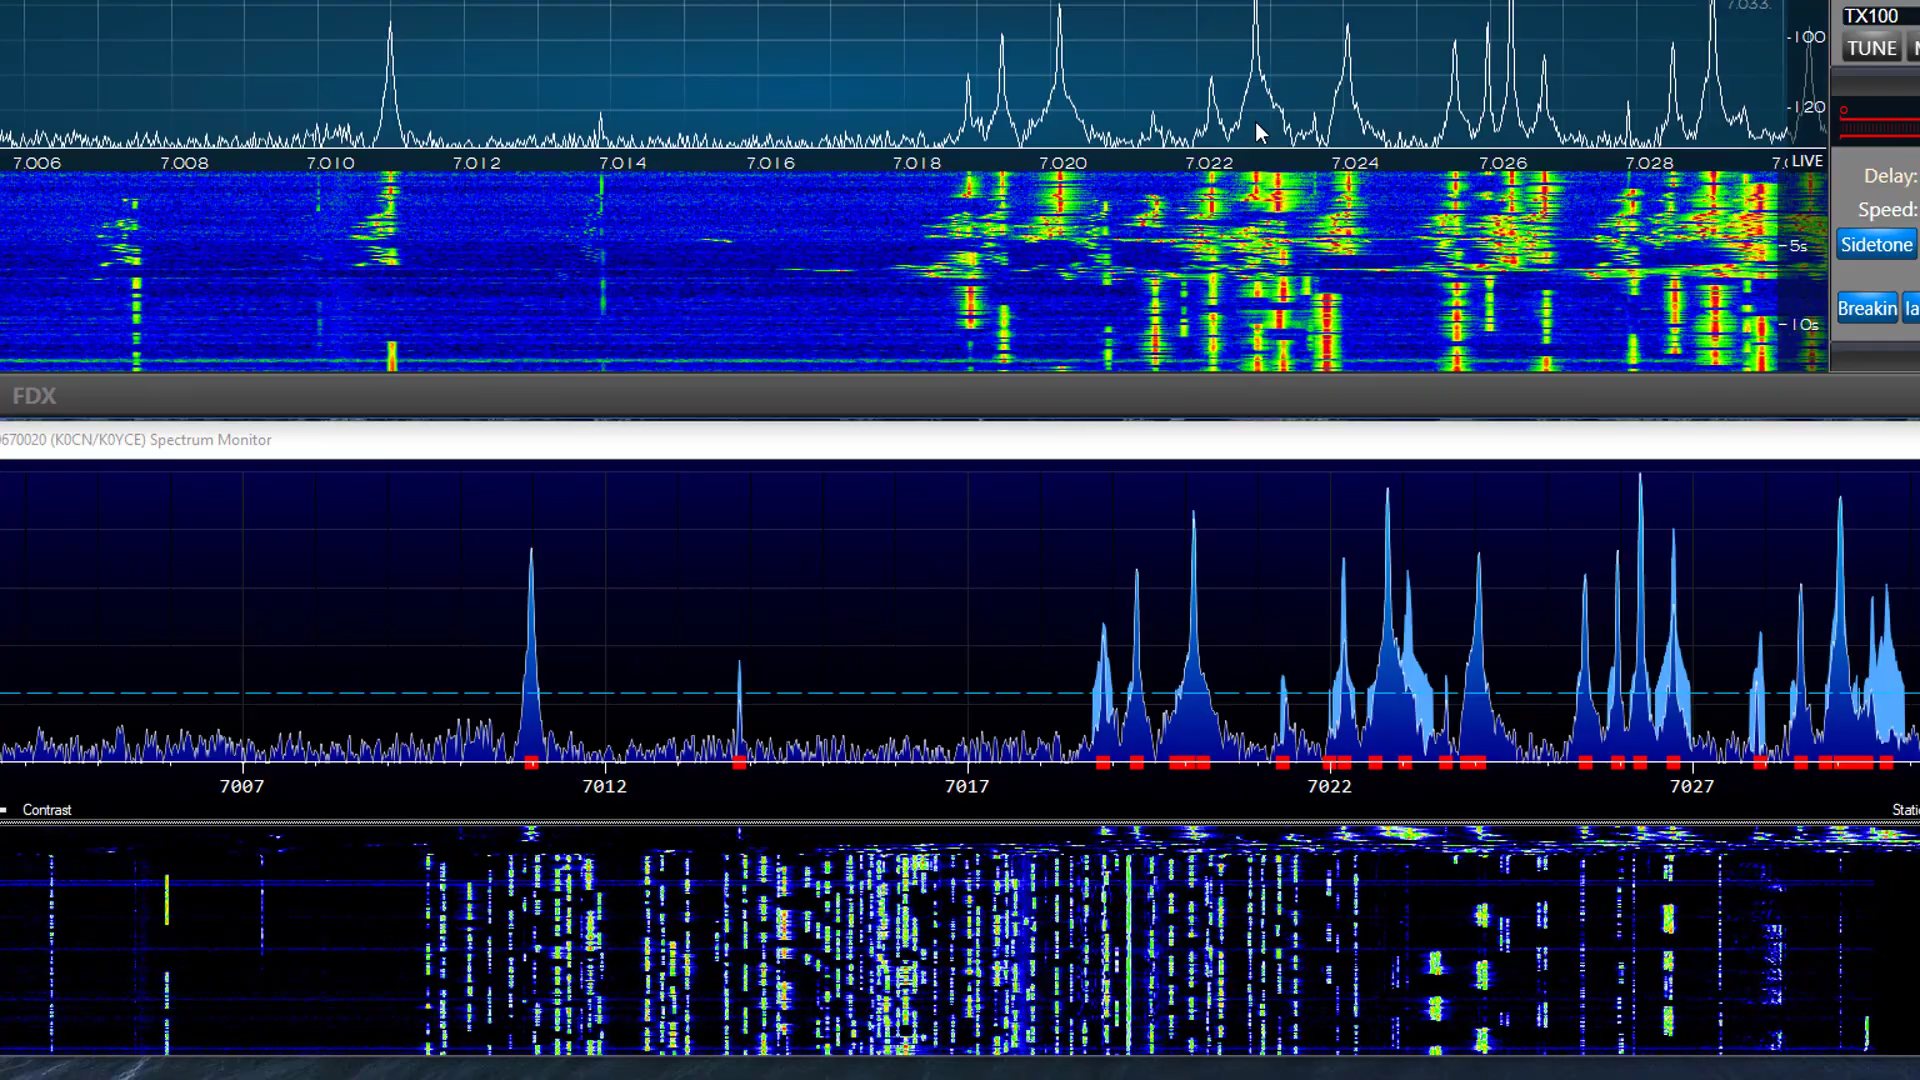 7.033.
-100
-120
TX100
TUNE
7.006 7.008 7.010 7.012 7.014 7.016 7.018 7.020 7.022 7.024 7.026 7.028 LIVE
Delay:
Speed:
5s
Sidetone
Breakin
10s
FDX
670020 (K0CN/K0YCE) Spectrum Monitor
7007 7012 7017 7022 7027
Contrast